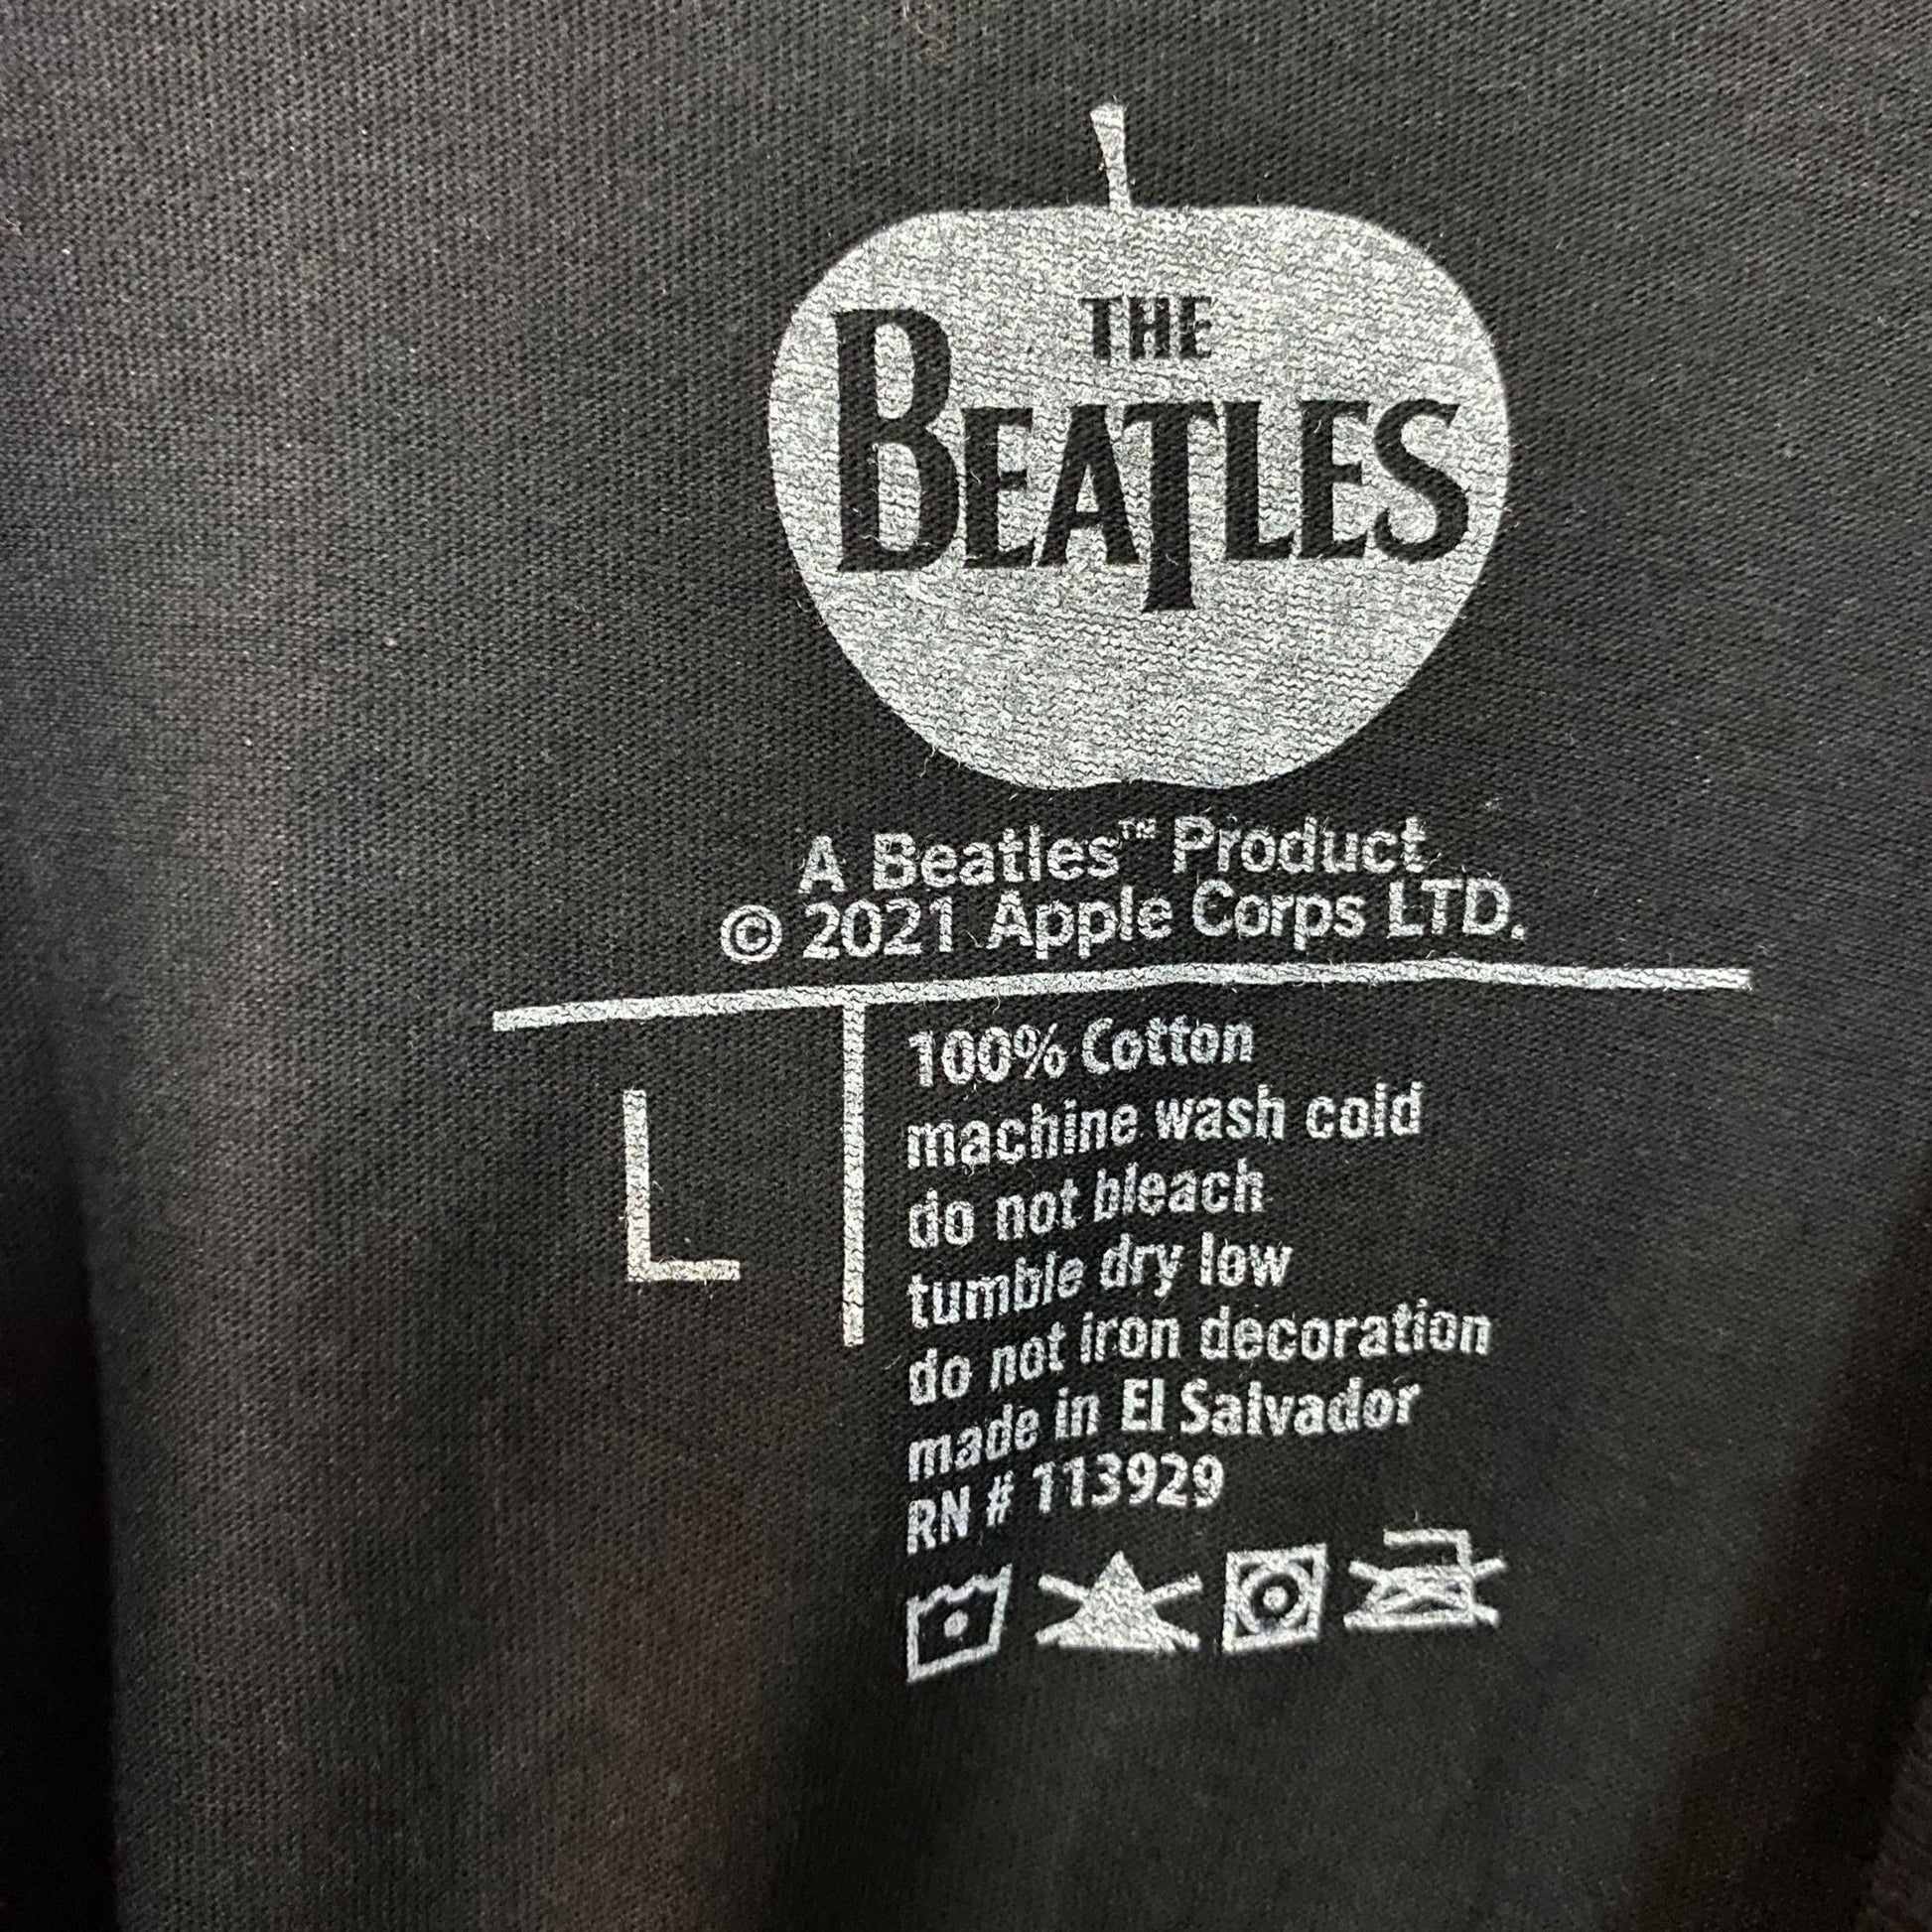 THE
BEATLES
A Beatles™ Product
© 2021 Apple Corps LTD.
L
100% Cotton
machine wash cold
do not bleach
tumble dry low
do not iron decoration
made in El Salvador
RN # 113929